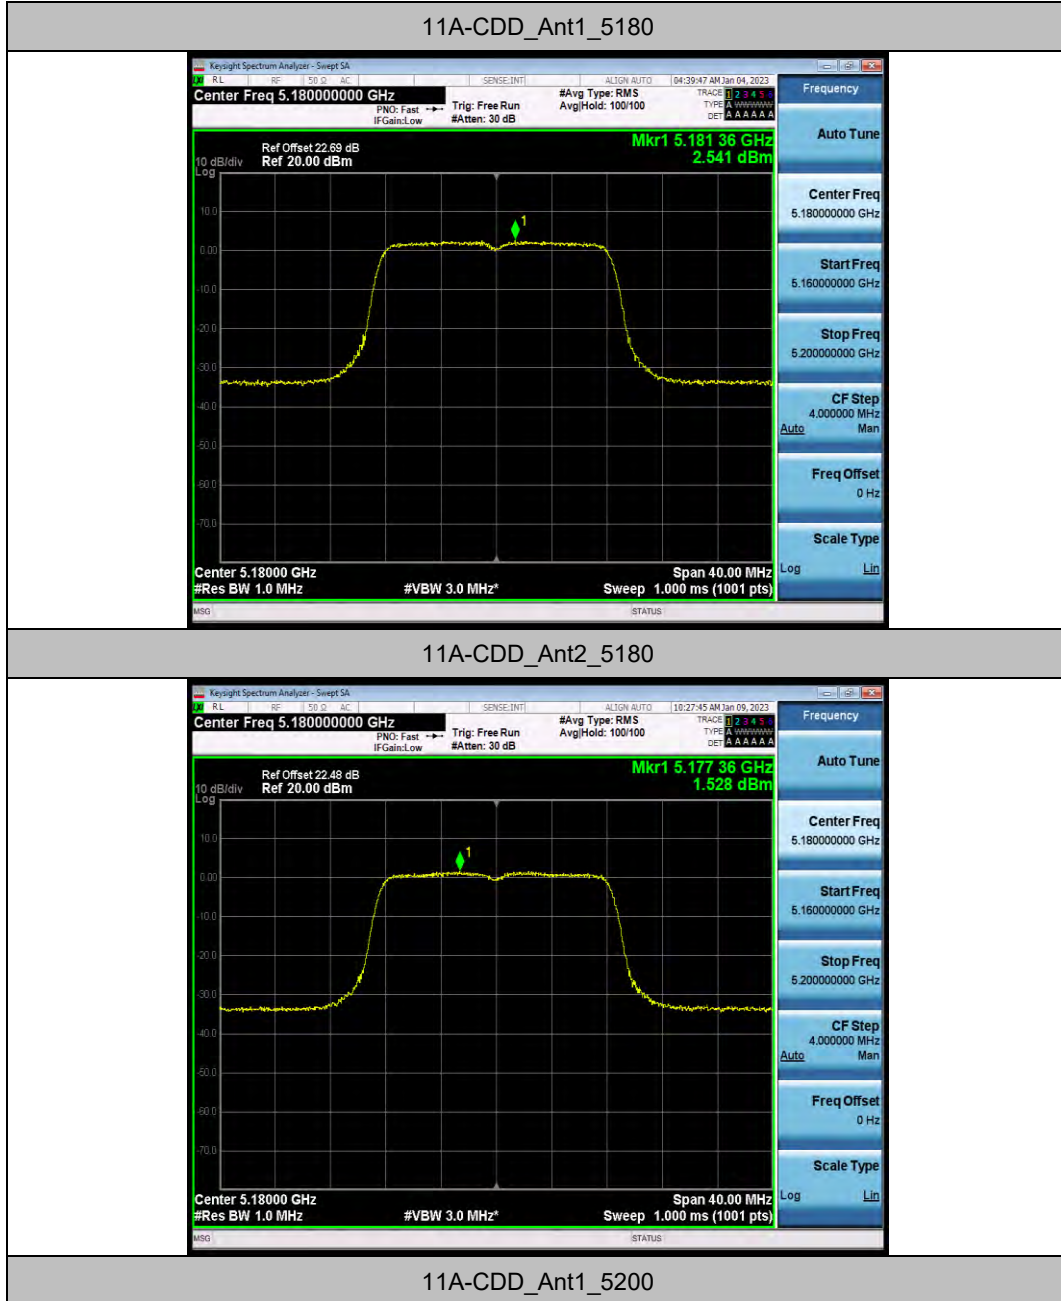 11A-CDD_Ant1_5180
Keysight Spectrum Analyzer - Swept SA
RL RF 50 Ω AC SENSE:INT ALIGN AUTO 04:39:47 AM Jan 04, 2023
Center Freq 5.180000000 GHz #Avg Type: RMS TRACE 1 2 3 4 5 6 Frequency
PNO: Fast Trig: Free Run Avg|Hold: 100/100 TYPE A
IFGain:Low #Atten: 30 dB DET A A A A A A
Auto Tune
Mkr1 5.181 36 GHz
Ref Offset 22.69 dB 2.541 dBm
10 dB/div Ref 20.00 dBm
Log
Center Freq
5.180000000 GHz
10.0
1
0.00
Start Freq
5.160000000 GHz
-10.0
-20.0
Stop Freq
5.200000000 GHz
-30.0
CF Step
4.000000 MHz
-40.0
Auto Man
-50.0
Freq Offset
0 Hz
-60.0
-70.0
Scale Type
Center 5.18000 GHz Span 40.00 MHz Log Lin
#Res BW 1.0 MHz #VBW 3.0 MHz* Sweep 1.000 ms (1001 pts)
MSG STATUS
11A-CDD_Ant2_5180
Keysight Spectrum Analyzer - Swept SA
RL RF 50 Ω AC SENSE:INT ALIGN AUTO 10:27:45 AM Jan 09, 2023
Center Freq 5.180000000 GHz #Avg Type: RMS TRACE 1 2 3 4 5 6 Frequency
PNO: Fast Trig: Free Run Avg|Hold: 100/100 TYPE A
IFGain:Low #Atten: 30 dB DET A A A A A A
Auto Tune
Mkr1 5.177 36 GHz
Ref Offset 22.48 dB 1.528 dBm
10 dB/div Ref 20.00 dBm
Log
Center Freq
5.180000000 GHz
10.0
1
0.00
Start Freq
5.160000000 GHz
-10.0
-20.0
Stop Freq
5.200000000 GHz
-30.0
CF Step
4.000000 MHz
-40.0
Auto Man
-50.0
Freq Offset
0 Hz
-60.0
-70.0
Scale Type
Center 5.18000 GHz Span 40.00 MHz Log Lin
#Res BW 1.0 MHz #VBW 3.0 MHz* Sweep 1.000 ms (1001 pts)
MSG STATUS
11A-CDD_Ant1_5200